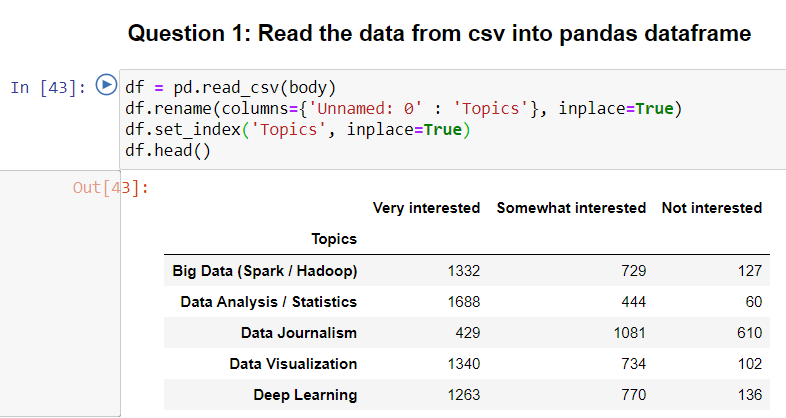 Question 1: Read the data from csv into pandas dataframe
In [43]: df = pd.read_csv(body)
df.rename(columns={'Unnamed: 0' : 'Topics'}, inplace=True)
df.set_index('Topics', inplace=True)
df.head()
Out[43]:
Very interested Somewhat interested Not interested
Topics
Big Data (Spark / Hadoop) 1332 729 127
Data Analysis / Statistics 1688 444 60
Data Journalism 429 1081 610
Data Visualization 1340 734 102
Deep Learning 1263 770 136